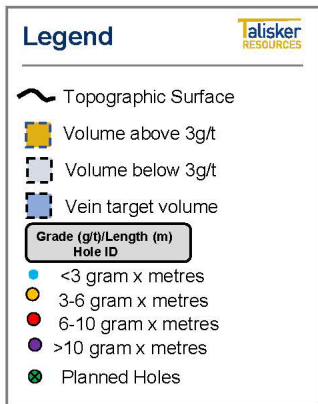 Legend
Talisker
RESOURCES
Topographic Surface
Volume above 3g/t
Volume below 3g/t
Vein target volume
Grade (g/t)/Length (m)
Hole ID
<3 gram x metres
3-6 gram x metres
6-10 gram x metres
>10 gram x metres
Planned Holes